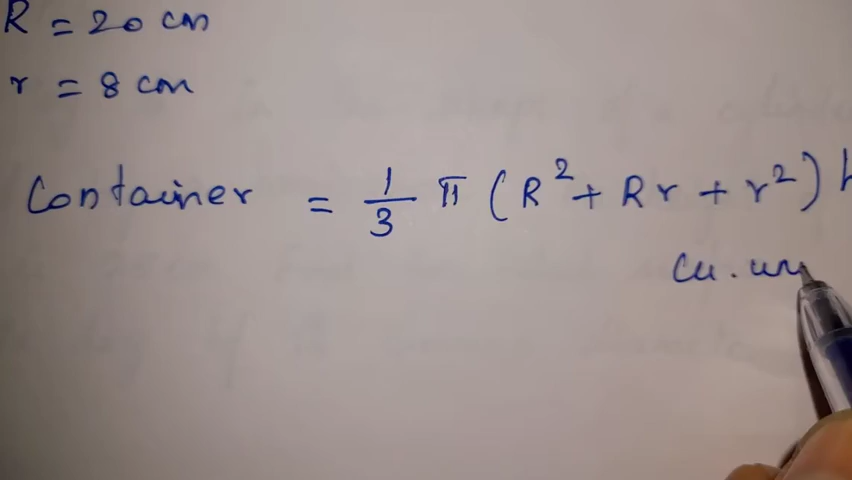 R = 20 cm
r = 8 cm
Container = 1/3 π (R² + Rr + r²) h
Cu. un